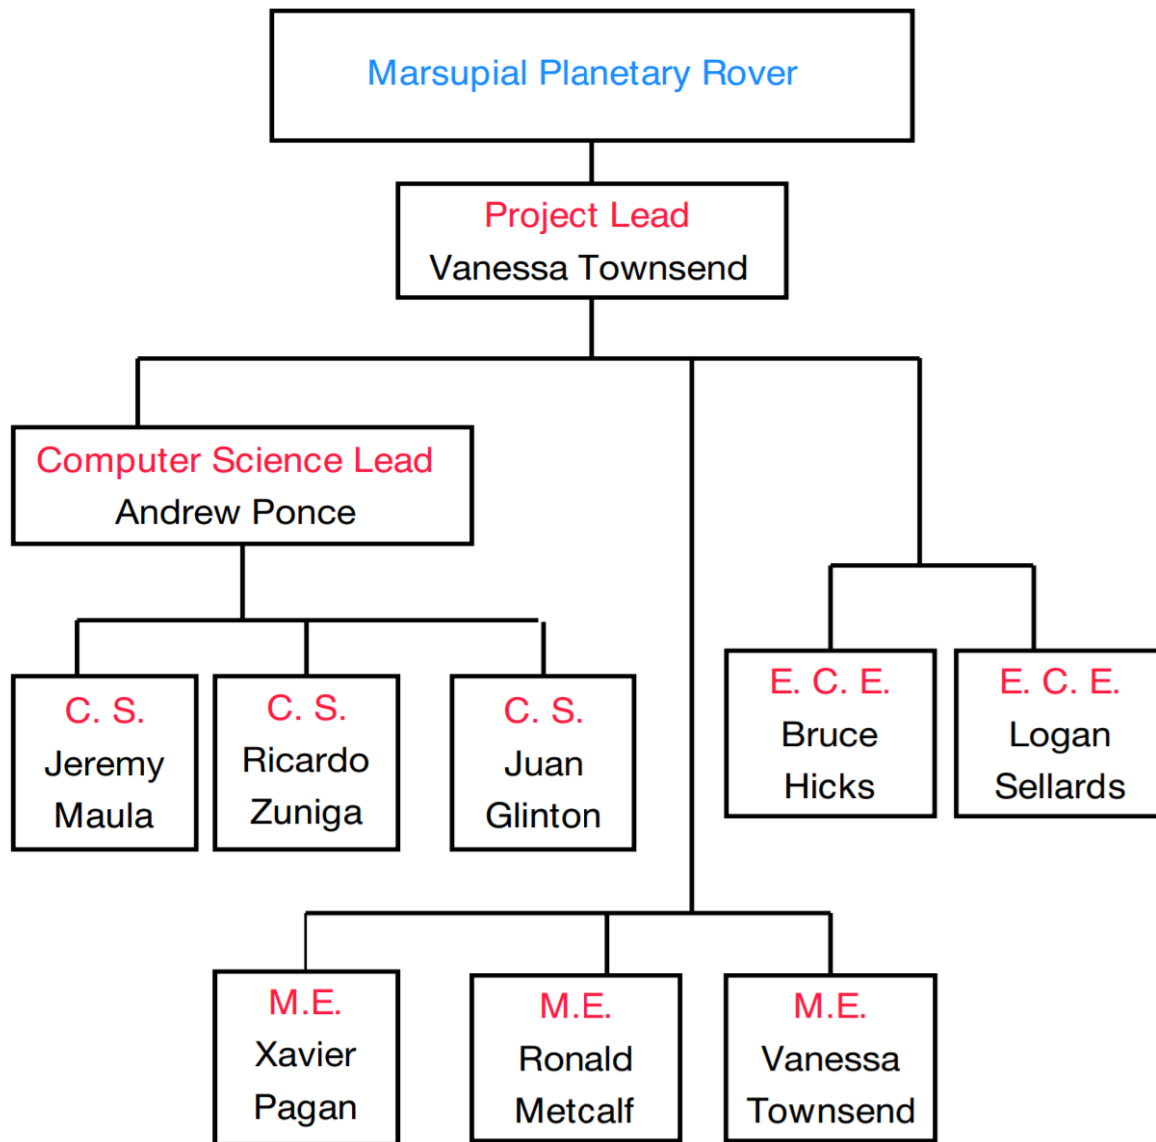 Marsupial Planetary Rover
Project Lead
Vanessa Townsend
Computer Science Lead
Andrew Ponce
C. S.
Jeremy
Maula
C. S.
Ricardo
Zuniga
C. S.
Juan
Glinton
E. C. E.
Bruce
Hicks
E. C. E.
Logan
Sellards
M.E.
Xavier
Pagan
M.E.
Ronald
Metcalf
M.E.
Vanessa
Townsend